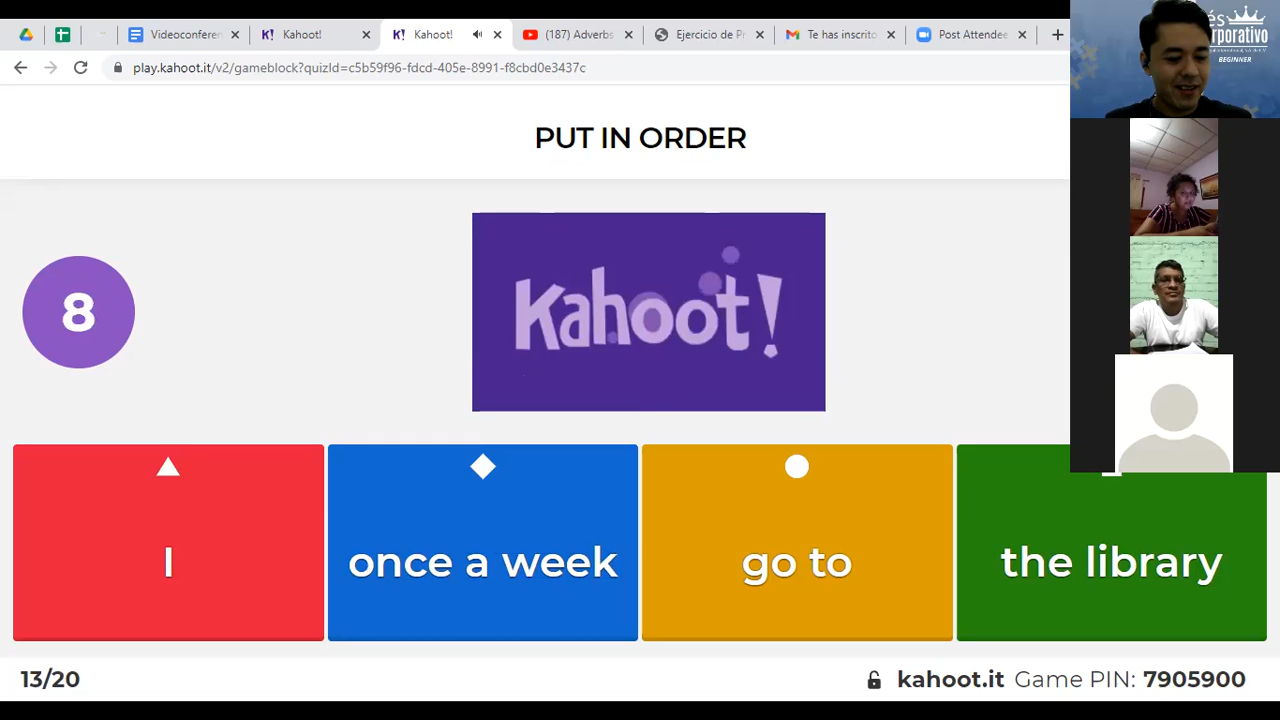 Videoconferen
Kahoot!
Kahoot!
(187) Adverbs
Ejercicio de Pr
Te has inscrito
Post Attendee
és
rporativo
BEGINNER
play.kahoot.it/v2/gameblock?quizId=c5b59f96-fdcd-405e-8991-f8cbd0e3437c
PUT IN ORDER
8
Kahoot!
I
once a week
go to
the library
13/20
kahoot.it Game PIN: 7905900